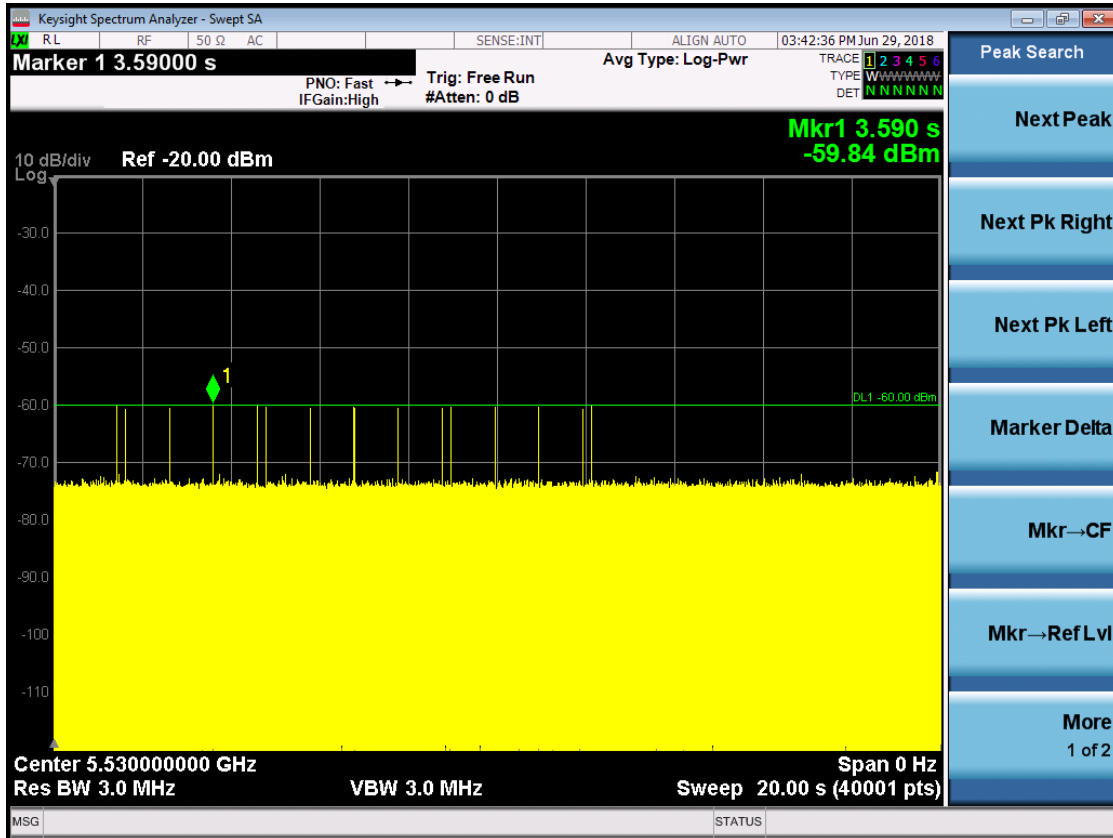 Keysight Spectrum Analyzer - Swept SA
LXI RL RF 50 Ω AC SENSE:INT ALIGN AUTO 03:42:36 PM Jun 29, 2018
Marker 1 3.59000 s
PNO: Fast
IFGain:High
Trig: Free Run
#Atten: 0 dB
Avg Type: Log-Pwr
TRACE 1 2 3 4 5 6
TYPE WWWWWW
DET N N N N N N
Mkr1 3.590 s
-59.84 dBm
10 dB/div Ref -20.00 dBm
Log
-30.0
-40.0
-50.0
1
-60.0
DL1 -60.00 dBm
-70.0
-80.0
-90.0
-100
-110
Center 5.530000000 GHz Span 0 Hz
Res BW 3.0 MHz VBW 3.0 MHz Sweep 20.00 s (40001 pts)
MSG STATUS
Peak Search
Next Peak
Next Pk Right
Next Pk Left
Marker Delta
Mkr→CF
Mkr→Ref Lvl
More
1 of 2